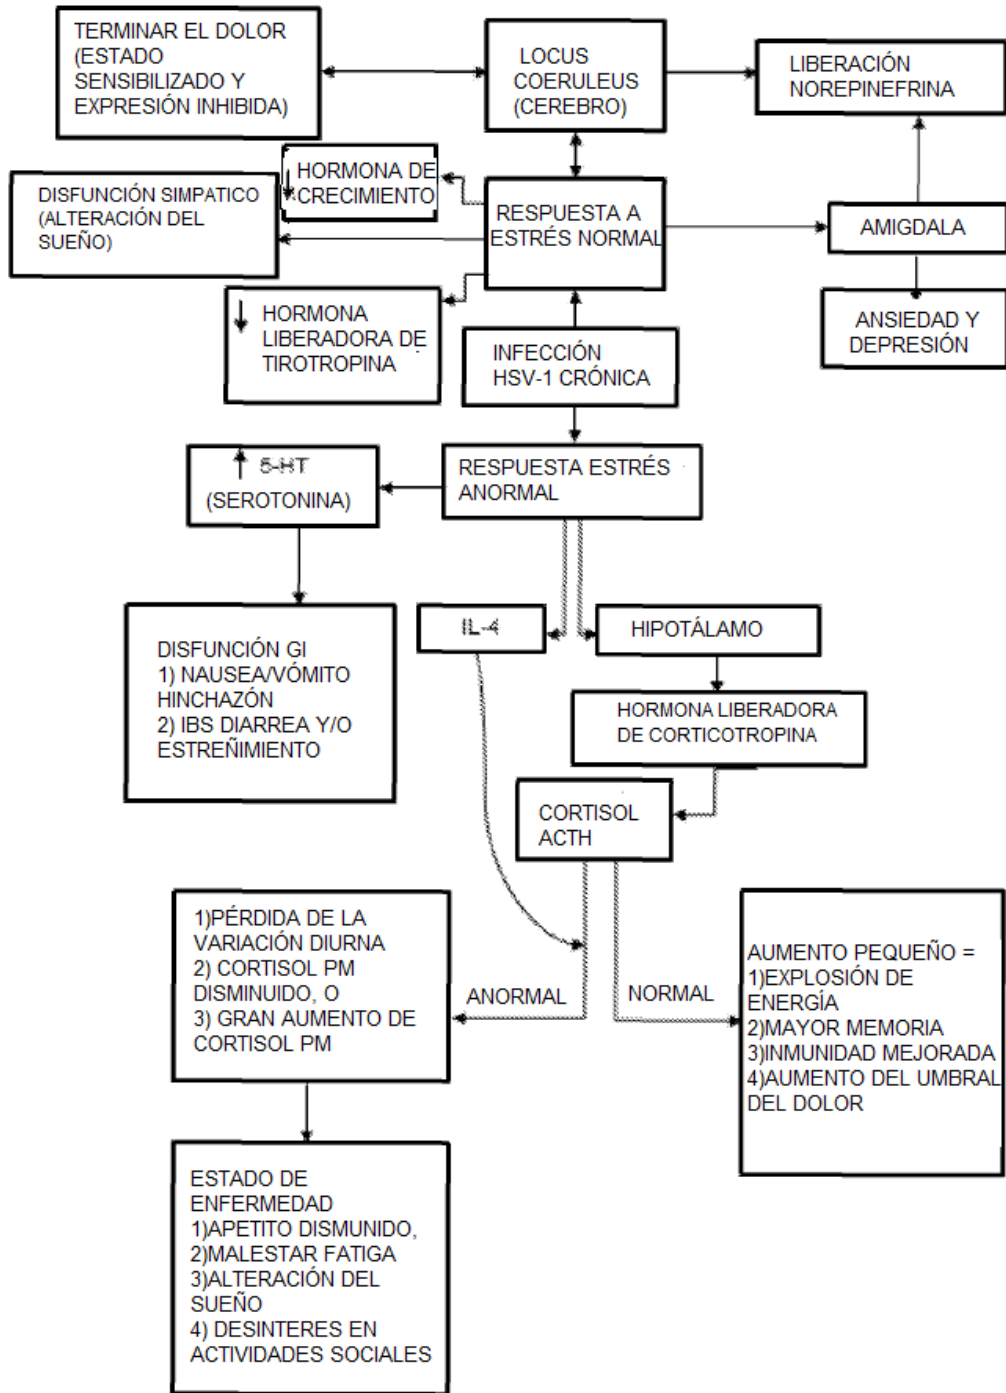 TERMINAR EL DOLOR
(ESTADO
SENSIBILIZADO Y
EXPRESIÓN INHIBIDA)
LOCUS
COERULEUS
(CEREBRO)
LIBERACIÓN
NOREPINEFRINA
HORMONA DE
CRECIMIENTO
DISFUNCIÓN SIMPATICO
(ALTERACIÓN DEL
SUEÑO)
RESPUESTA A
ESTRÉS NORMAL
AMIGDALA
HORMONA
LIBERADORA DE
TIROTROPINA
ANSIEDAD Y
DEPRESIÓN
INFECCIÓN
HSV-1 CRÓNICA
5-HT
(SEROTONINA)
RESPUESTA ESTRÉS
ANORMAL
DISFUNCIÓN GI
1) NAUSEA/VÓMITO
HINCHAZÓN
2) IBS DIARREA Y/O
ESTREÑIMIENTO
IL-4
HIPOTÁLAMO
HORMONA LIBERADORA
DE CORTICOTROPINA
CORTISOL
ACTH
1)PÉRDIDA DE LA
VARIACIÓN DIURNA
2) CORTISOL PM
DISMINUIDO, O
3) GRAN AUMENTO DE
CORTISOL PM
ANORMAL
NORMAL
AUMENTO PEQUEÑO =
1)EXPLOSIÓN DE
ENERGÍA
2)MAYOR MEMORIA
3)INMUNIDAD MEJORADA
4)AUMENTO DEL UMBRAL
DEL DOLOR
ESTADO DE
ENFERMEDAD
1)APETITO DISMUNIDO,
2)MALESTAR FATIGA
3)ALTERACIÓN DEL
SUEÑO
4) DESINTERES EN
ACTIVIDADES SOCIALES